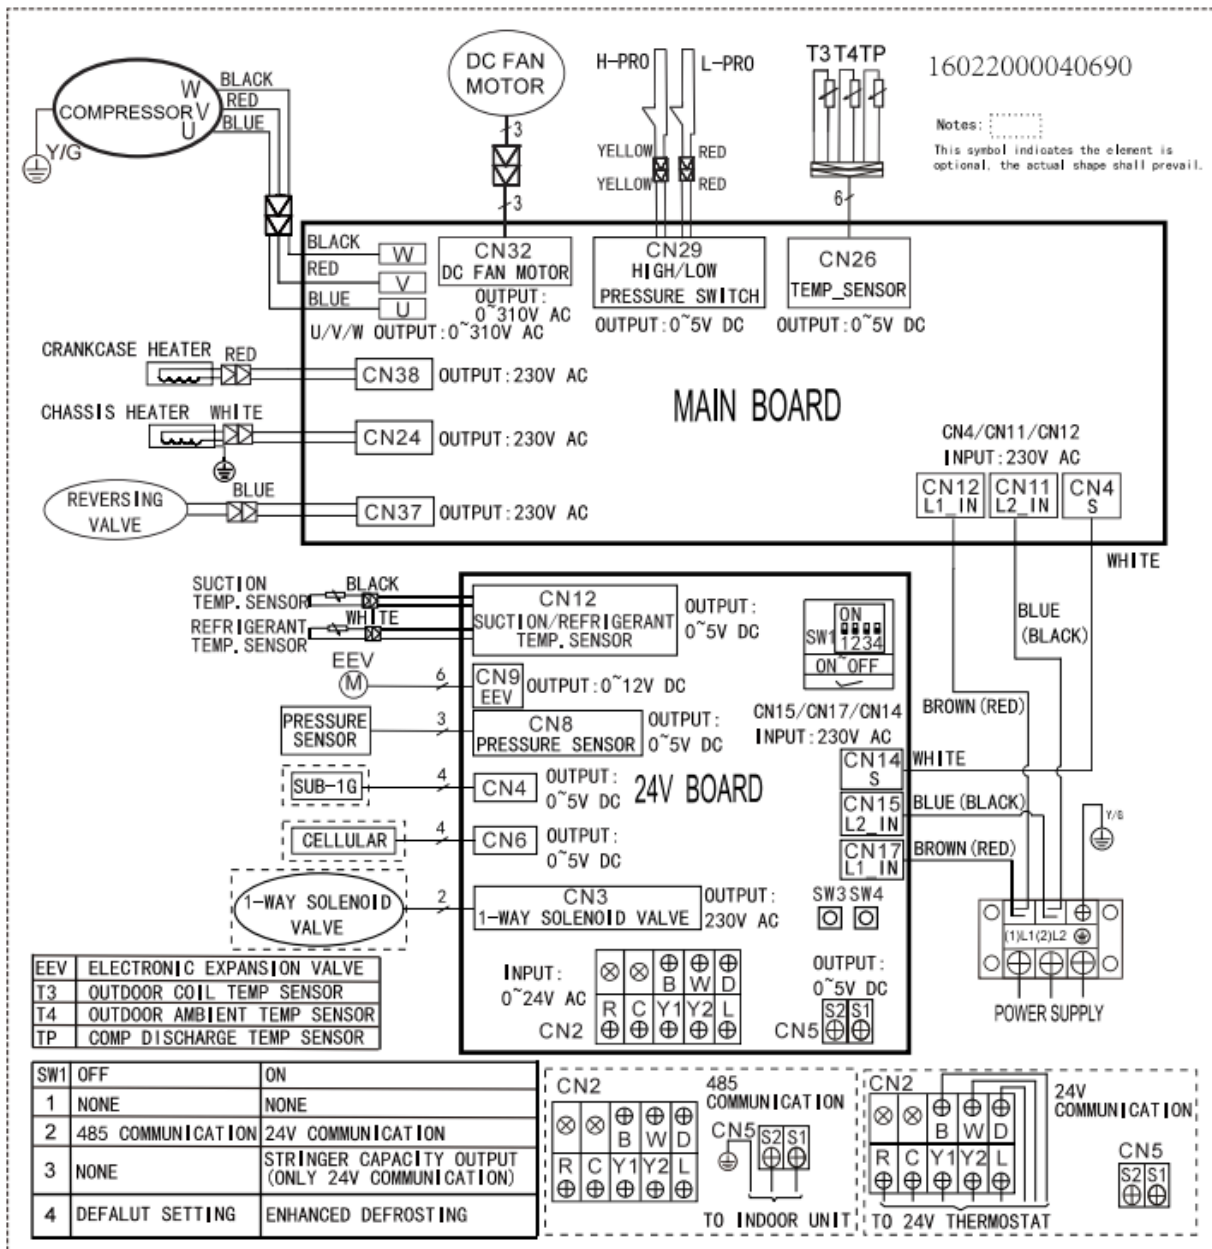 16022000040690
Notes:
This symbol indicates the element is
optional, the actual shape shall prevail.
COMPRESSOR
W
V
U
Y/G
BLACK
RED
BLUE
DC FAN
MOTOR
3
3
H-PRO
L-PRO
YELLOW
YELLOW
RED
RED
T3 T4 TP
6
BLACK
RED
BLUE
W
V
U
U/V/W OUTPUT:0~310V AC
CN32
DC FAN MOTOR
OUTPUT:
0~310V AC
CN29
HIGH/LOW
PRESSURE SWITCH
OUTPUT:0~5V DC
CN26
TEMP_SENSOR
OUTPUT:0~5V DC
CRANKCASE HEATER
RED
CN38
OUTPUT:230V AC
CHASSIS HEATER
WHITE
CN24
OUTPUT:230V AC
REVERSING
VALVE
BLUE
CN37
OUTPUT:230V AC
MAIN BOARD
CN4/CN11/CN12
INPUT:230V AC
CN12
L1_IN
CN11
L2_IN
CN4
S
WHITE
BLUE
(BLACK)
BROWN(RED)
SUCTION
TEMP.SENSOR
BLACK
REFRIGERANT
TEMP.SENSOR
WHITE
CN12
SUCTION/REFRIGERANT
TEMP.SENSOR
OUTPUT:
0~5V DC
EEV
M
6
CN9
EEV
OUTPUT:0~12V DC
PRESSURE
SENSOR
3
CN8
PRESSURE SENSOR
OUTPUT:
0~5V DC
SUB-1G
4
CN4
OUTPUT:
0~5V DC
CELLULAR
4
CN6
OUTPUT:
0~5V DC
24V BOARD
1-WAY SOLENOID
VALVE
2
CN3
1-WAY SOLENOID VALVE
OUTPUT:
230V AC
SW1
ON
1234
ON~OFF
CN15/CN17/CN14
INPUT:230V AC
CN14
S
WHITE
CN15
L2_IN
BLUE(BLACK)
CN17
L1_IN
BROWN(RED)
SW3 SW4
INPUT:
0~24V AC
CN2
B W D
R C Y1 Y2 L
OUTPUT:
0~5V DC
CN5
S2 S1
Y/G
(1)L1(2)L2
POWER SUPPLY
EEV ELECTRONIC EXPANSION VALVE
T3 OUTDOOR COIL TEMP SENSOR
T4 OUTDOOR AMBIENT TEMP SENSOR
TP COMP DISCHARGE TEMP SENSOR
SW1 OFF ON
1 NONE NONE
2 485 COMMUNICATION 24V COMMUNICATION
3 NONE STRINGER CAPACITY OUTPUT
(ONLY 24V COMMUNICATION)
4 DEFALUT SETTING ENHANCED DEFROSTING
CN2
B W D
R C Y1 Y2 L
485
COMMUNICATION
CN5
S2 S1
TO INDOOR UNIT
CN2
B W D
R C Y1 Y2 L
24V
COMMUNICATION
CN5
S2 S1
TO 24V THERMOSTAT